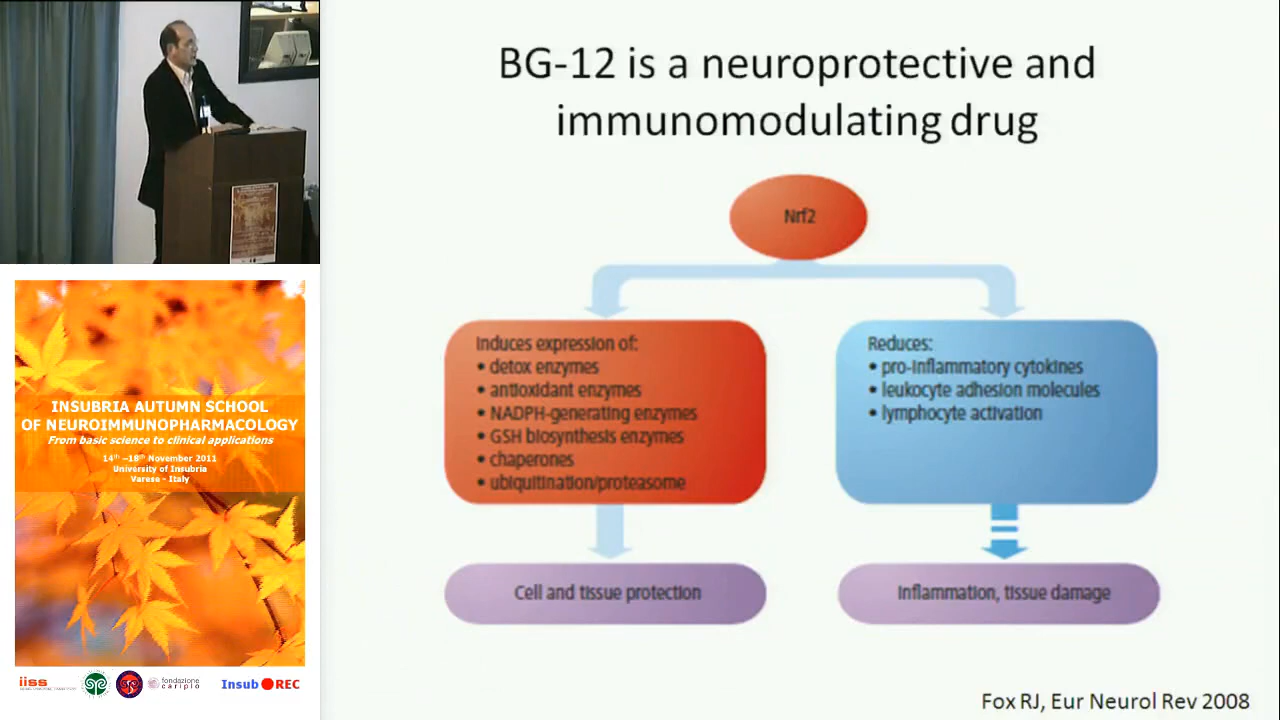 BG-12 is a neuroprotective and
immunomodulating drug
Nrf2
Induces expression of:
• detox enzymes
• antioxidant enzymes
• NADPH-generating enzymes
• GSH biosynthesis enzymes
• chaperones
• ubiquitination/proteasome
Reduces:
• pro-inflammatory cytokines
• leukocyte adhesion molecules
• lymphocyte activation
Cell and tissue protection
Inflammation, tissue damage
Fox RJ, Eur Neurol Rev 2008
INSUBRIA AUTUMN SCHOOL
OF NEUROIMMUNOPHARMACOLOGY
From basic science to clinical applications
14th –18th November 2011
University of Insubria
Varese - Italy
iiss
fondazione
cariplo
Insub REC